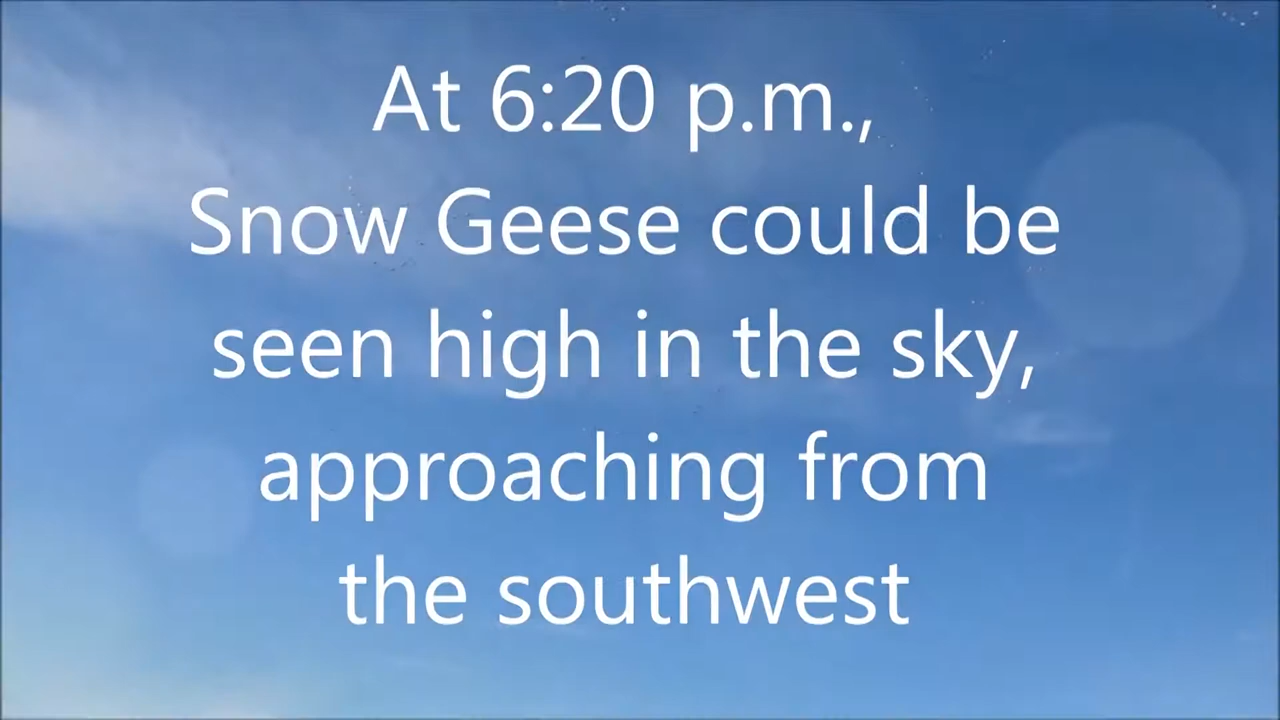 At 6:20 p.m.,
Snow Geese could be
seen high in the sky,
approaching from
the southwest